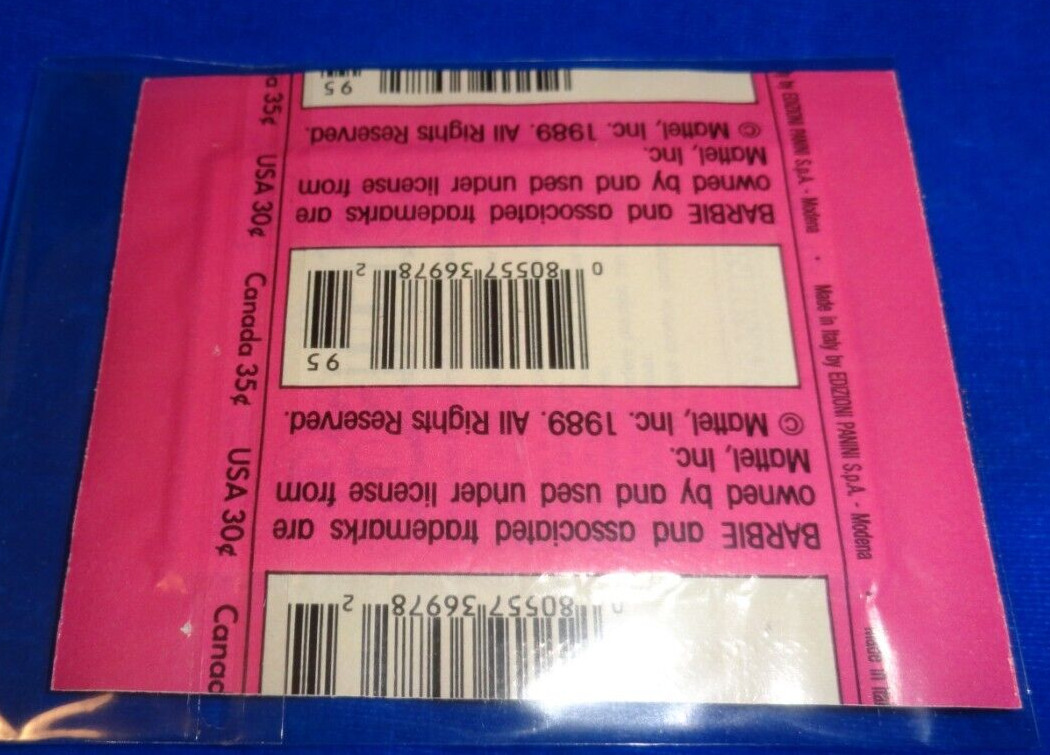 80557 36978 2
BARBIE and associated trademarks are
owned by and used under license from
Mattel, Inc.
© Mattel, Inc. 1989. All Rights Reserved.
95
0 80557 36978 2
BARBIE and associated trademarks are
owned by and used under license from
Mattel, Inc.
© Mattel, Inc. 1989. All Rights Reserved.
95
a 35¢ USA 30¢ Canada 35¢ USA 30¢ Canad
by EDIZIONI PANINI S.p.A. - Modena · Made in Italy by EDIZIONI PANINI S.p.A. - Modena · Made in Ita